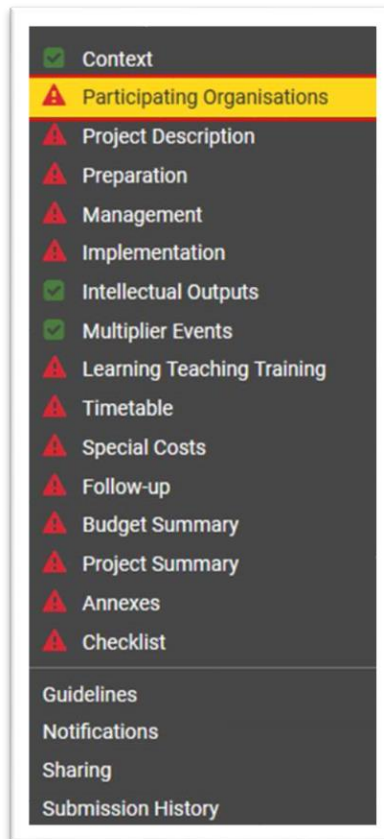 Context
Participating Organisations
Project Description
Preparation
Management
Implementation
Intellectual Outputs
Multiplier Events
Learning Teaching Training
Timetable
Special Costs
Follow-up
Budget Summary
Project Summary
Annexes
Checklist
Guidelines
Notifications
Sharing
Submission History